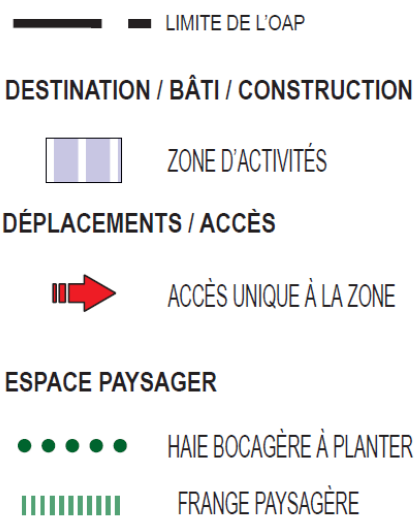 LIMITE DE L'OAP
DESTINATION / BÂTI / CONSTRUCTION
ZONE D'ACTIVITÉS
DÉPLACEMENTS / ACCÈS
ACCÈS UNIQUE À LA ZONE
ESPACE PAYSAGER
HAIE BOCAGÈRE À PLANTER
FRANGE PAYSAGÈRE